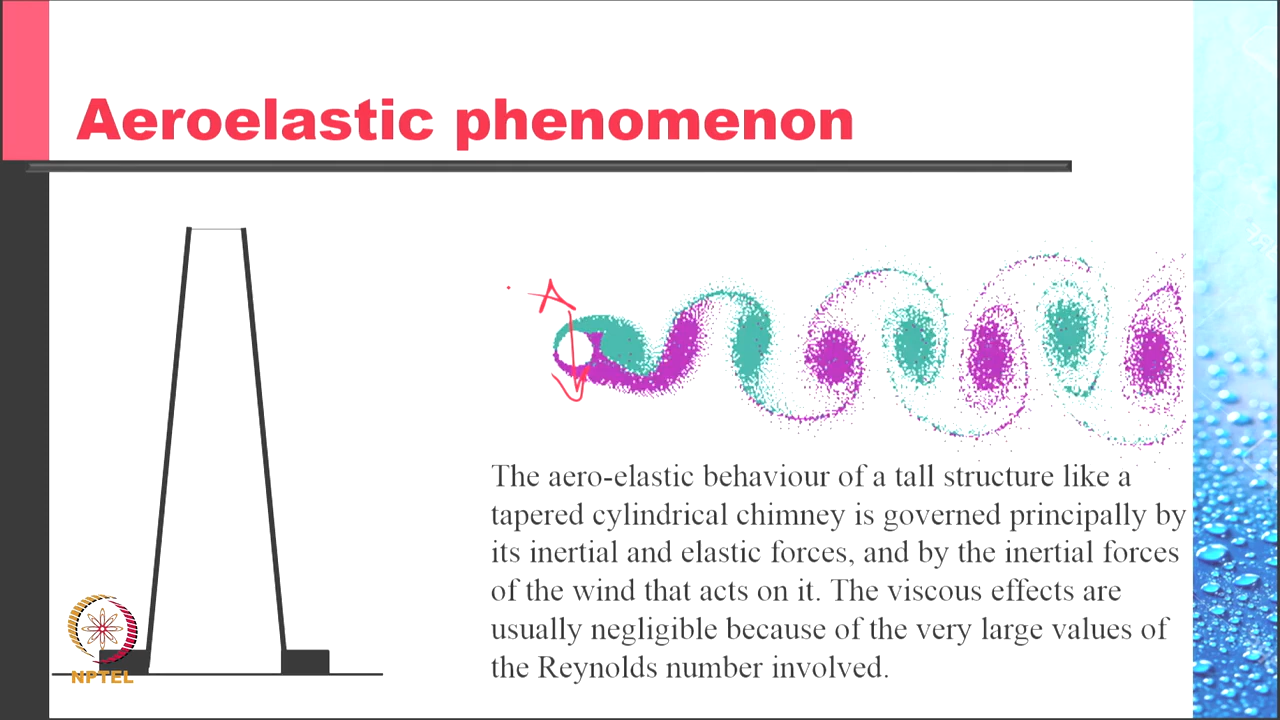 Aeroelastic phenomenon
The aero-elastic behaviour of a tall structure like a
tapered cylindrical chimney is governed principally by
its inertial and elastic forces, and by the inertial forces
of the wind that acts on it. The viscous effects are
usually negligible because of the very large values of
the Reynolds number involved.
NPTEL